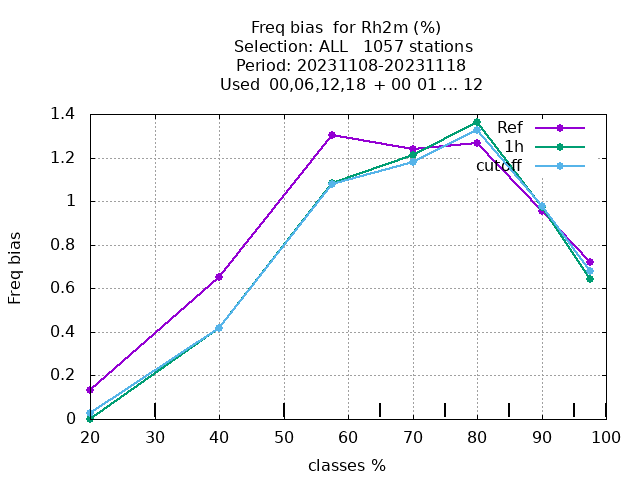 Freq bias  for Rh2m (%)
Selection: ALL   1057 stations
Period: 20231108-20231118
Used  00,06,12,18  + 00 01 ... 12
1.4
1.2
1
0.8
0.6
0.4
0.2
0
Freq bias
Ref
1h
cutoff
20 30 40 50 60 70 80 90 100
classes %